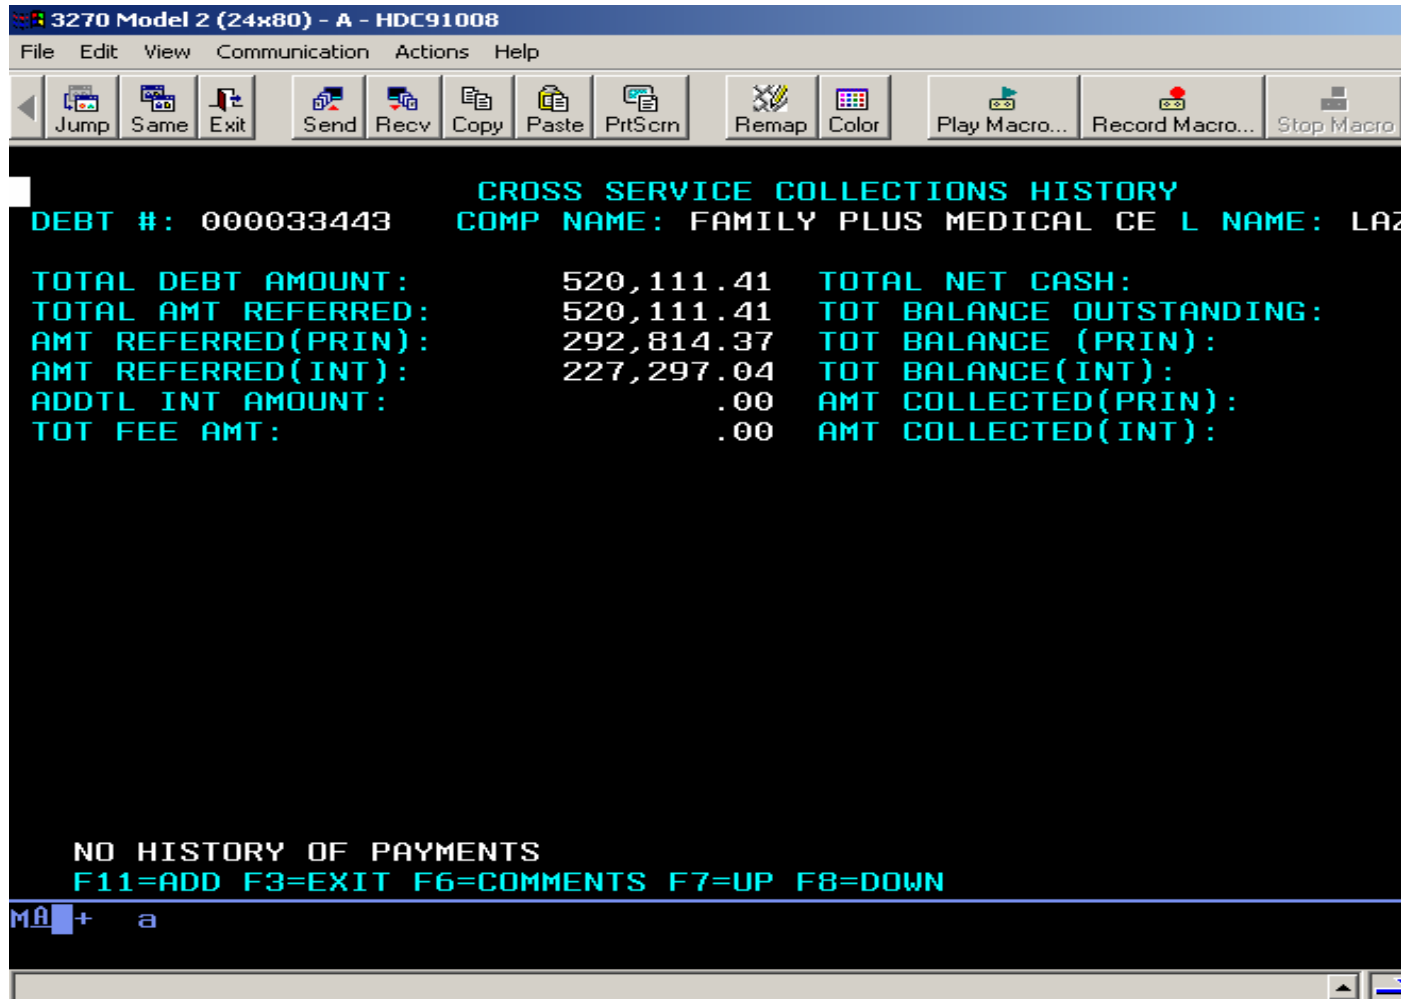 3270 Model 2 (24x80) - A - HDC91008
File Edit View Communication Actions Help
Jump Same Exit Send Recv Copy Paste PrtScrn Remap Color Play Macro... Record Macro... Stop Macro
CROSS SERVICE COLLECTIONS HISTORY
DEBT #: 000033443 COMP NAME: FAMILY PLUS MEDICAL CE L NAME: LAZ
TOTAL DEBT AMOUNT: 520,111.41 TOTAL NET CASH:
TOTAL AMT REFERRED: 520,111.41 TOT BALANCE OUTSTANDING:
AMT REFERRED(PRIN): 292,814.37 TOT BALANCE (PRIN):
AMT REFERRED(INT): 227,297.04 TOT BALANCE(INT):
ADDTL INT AMOUNT: .00 AMT COLLECTED(PRIN):
TOT FEE AMT: .00 AMT COLLECTED(INT):
NO HISTORY OF PAYMENTS
F11=ADD F3=EXIT F6=COMMENTS F7=UP F8=DOWN
MA + a